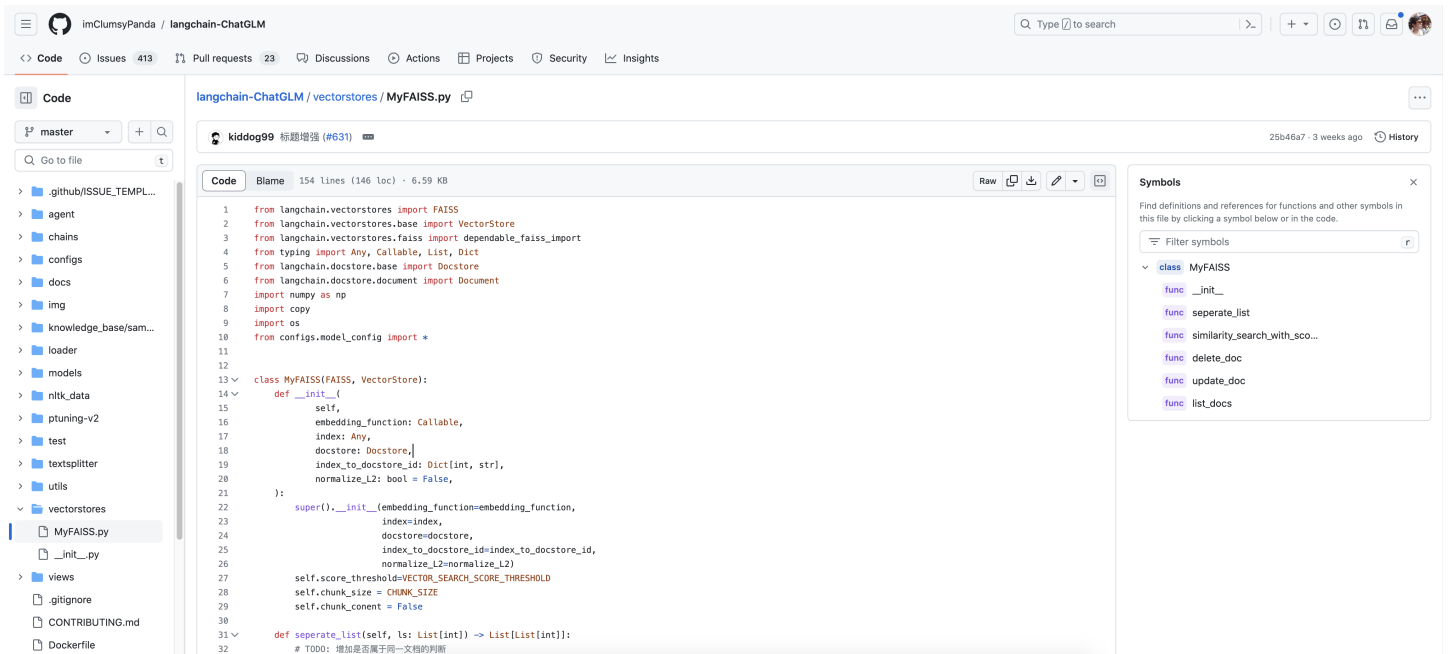 imClumsyPanda / langchain-ChatGLM
Type / to search
Code
Issues 413
Pull requests 23
Discussions
Actions
Projects
Security
Insights
Code
master
Go to file t
.github/ISSUE_TEMPL...
agent
chains
configs
docs
img
knowledge_base/sam...
loader
models
nltk_data
ptuning-v2
test
textsplitter
utils
vectorstores
MyFAISS.py
__init__.py
views
.gitignore
CONTRIBUTING.md
Dockerfile
langchain-ChatGLM / vectorstores / MyFAISS.py
kiddog99 标题增强 (#631)
25b46a7 · 3 weeks ago History
Code Blame 154 lines (146 loc) · 6.59 KB
Raw
1 from langchain.vectorstores import FAISS
2 from langchain.vectorstores.base import VectorStore
3 from langchain.vectorstores.faiss import dependable_faiss_import
4 from typing import Any, Callable, List, Dict
5 from langchain.docstore.base import Docstore
6 from langchain.docstore.document import Document
7 import numpy as np
8 import copy
9 import os
10 from configs.model_config import *
11
12
13 class MyFAISS(FAISS, VectorStore):
14 def __init__(
15 self,
16 embedding_function: Callable,
17 index: Any,
18 docstore: Docstore,
19 index_to_docstore_id: Dict[int, str],
20 normalize_L2: bool = False,
21 ):
22 super().__init__(embedding_function=embedding_function,
23 index=index,
24 docstore=docstore,
25 index_to_docstore_id=index_to_docstore_id,
26 normalize_L2=normalize_L2)
27 self.score_threshold=VECTOR_SEARCH_SCORE_THRESHOLD
28 self.chunk_size = CHUNK_SIZE
29 self.chunk_conent = False
30
31 def seperate_list(self, ls: List[int]) -> List[List[int]]:
32 # TODO: 增加是否属于同一文档的判断
Symbols
Find definitions and references for functions and other symbols in
this file by clicking a symbol below or in the code.
Filter symbols r
class MyFAISS
func __init__
func seperate_list
func similarity_search_with_sco...
func delete_doc
func update_doc
func list_docs